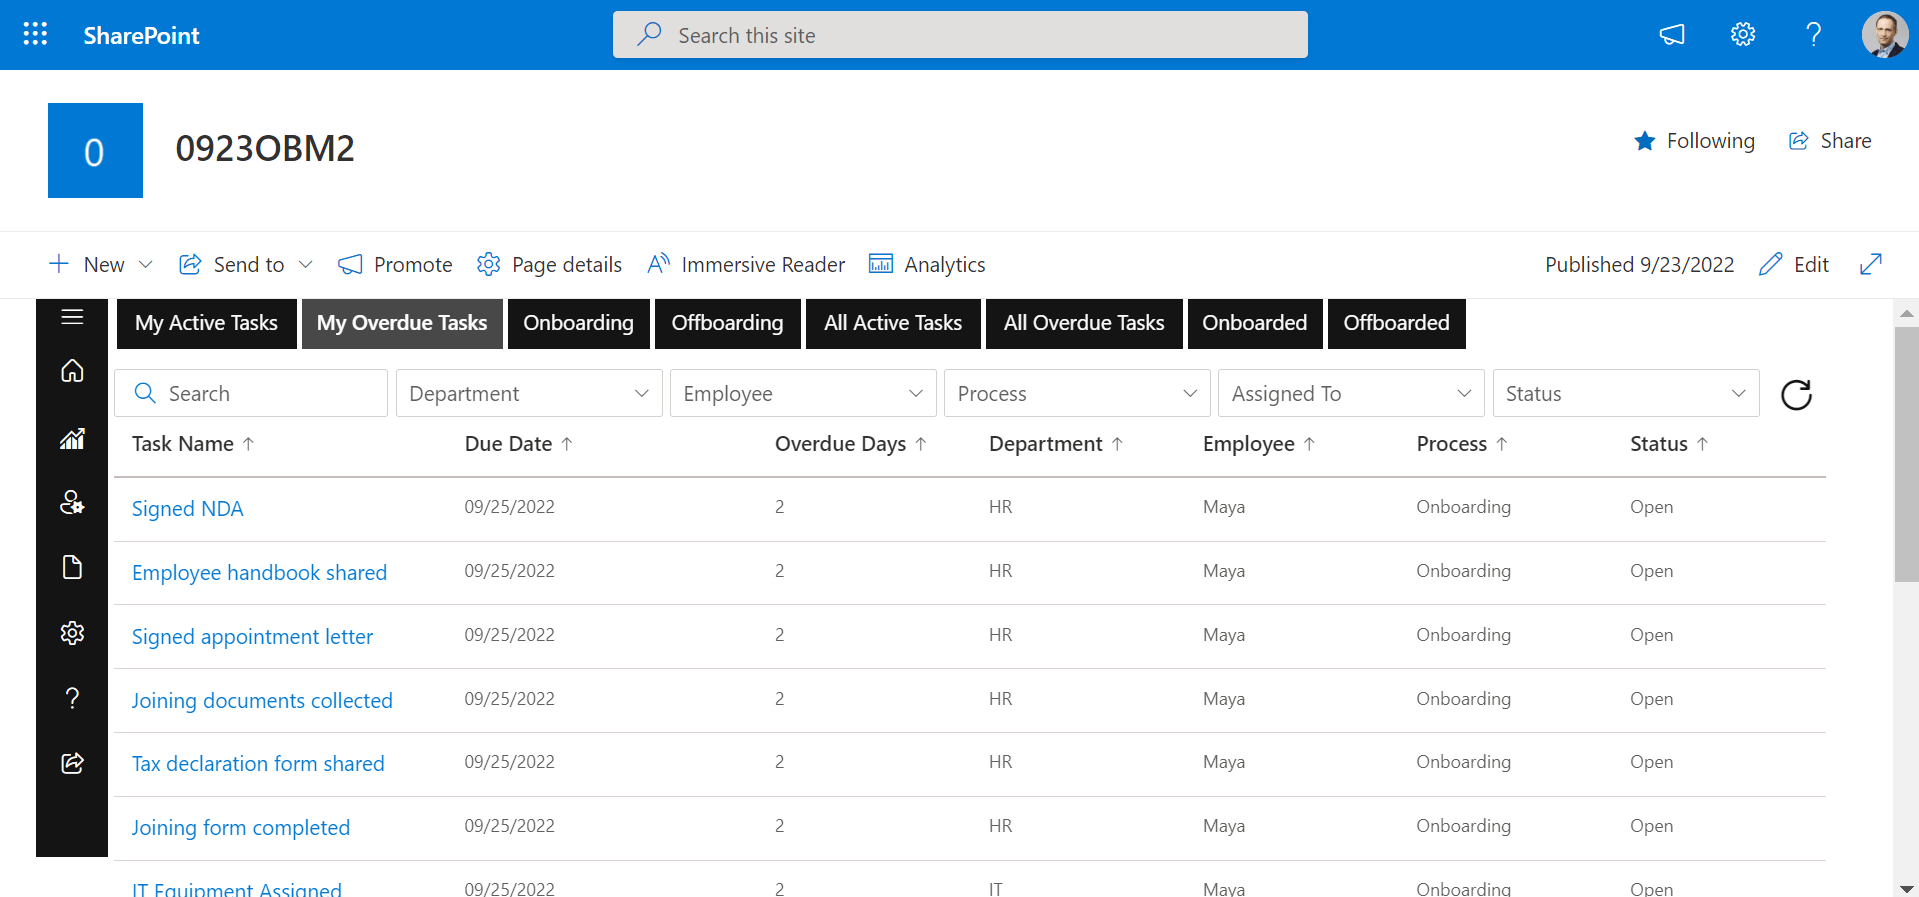 SharePoint
Search this site
0
0923OBM2
Following
Share
New
Send to
Promote
Page details
Immersive Reader
Analytics
Published 9/23/2022
Edit
My Active Tasks
My Overdue Tasks
Onboarding
Offboarding
All Active Tasks
All Overdue Tasks
Onboarded
Offboarded
Search
Department
Employee
Process
Assigned To
Status
Task Name ↑ Due Date ↑ Overdue Days ↑ Department ↑ Employee ↑ Process ↑ Status ↑
Signed NDA 09/25/2022 2 HR Maya Onboarding Open
Employee handbook shared 09/25/2022 2 HR Maya Onboarding Open
Signed appointment letter 09/25/2022 2 HR Maya Onboarding Open
Joining documents collected 09/25/2022 2 HR Maya Onboarding Open
Tax declaration form shared 09/25/2022 2 HR Maya Onboarding Open
Joining form completed 09/25/2022 2 HR Maya Onboarding Open
IT Equipment Assigned 09/25/2022 2 IT Maya Onboarding Open